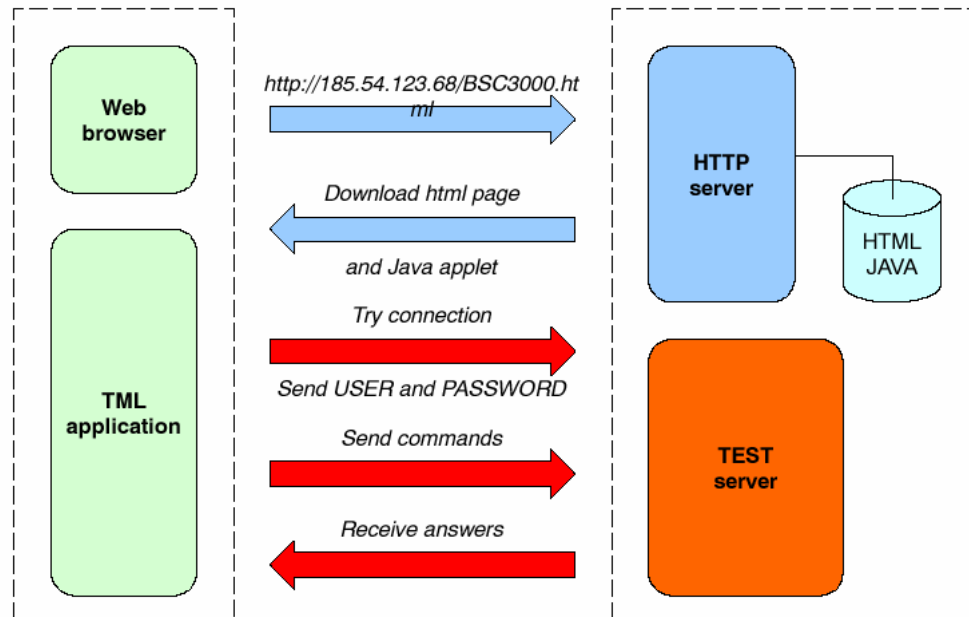 Web
browser
http://185.54.123.68/BSC3000.ht
ml
HTTP
server
Download html page
and Java applet
HTML
JAVA
TML
application
Try connection
Send USER and PASSWORD
Send commands
Receive answers
TEST
server